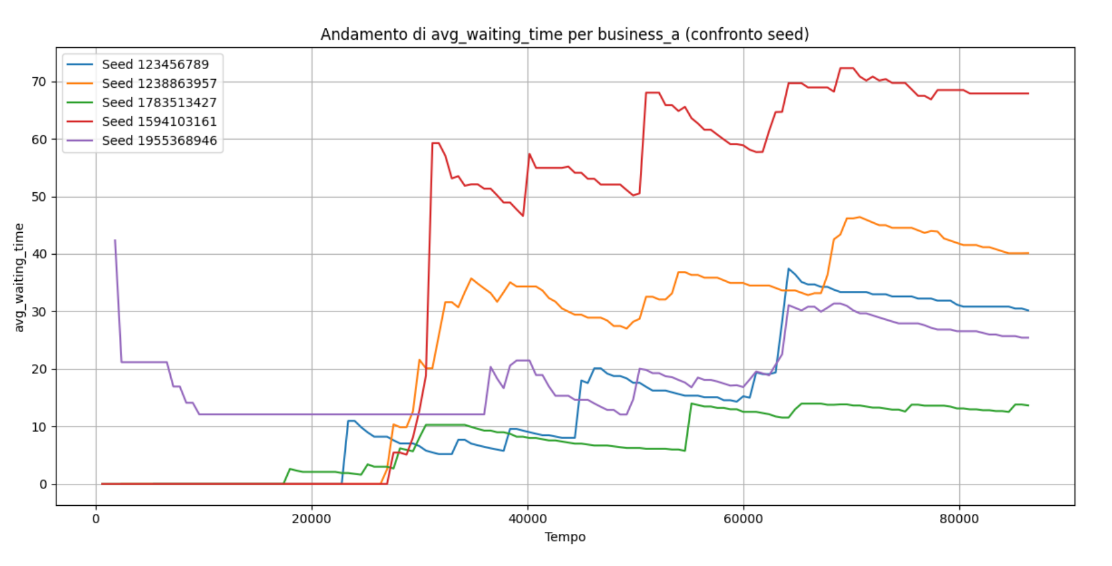 Andamento di avg_waiting_time per business_a (confronto seed)
Seed 123456789
Seed 1238863957
Seed 1783513427
Seed 1594103161
Seed 1955368946
avg_waiting_time
70
60
50
40
30
20
10
0
0 20000 40000 60000 80000
Tempo